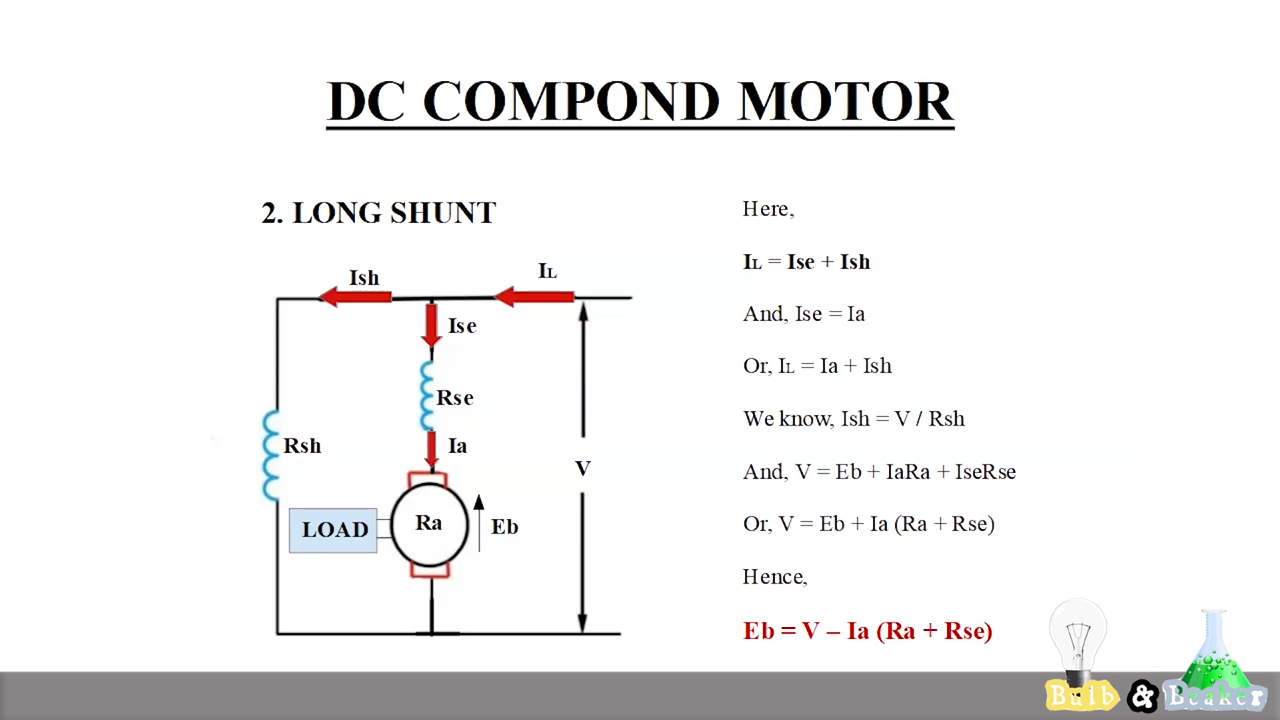 DC COMPOND MOTOR
2. LONG SHUNT
Ish
IL
Ise
Rse
Rsh
Ia
V
LOAD
Ra
Eb
Here,
IL = Ise + Ish
And, Ise = Ia
Or, IL = Ia + Ish
We know, Ish = V / Rsh
And, V = Eb + IaRa + IseRse
Or, V = Eb + Ia (Ra + Rse)
Hence,
Eb = V – Ia (Ra + Rse)
Bulb & Beaker